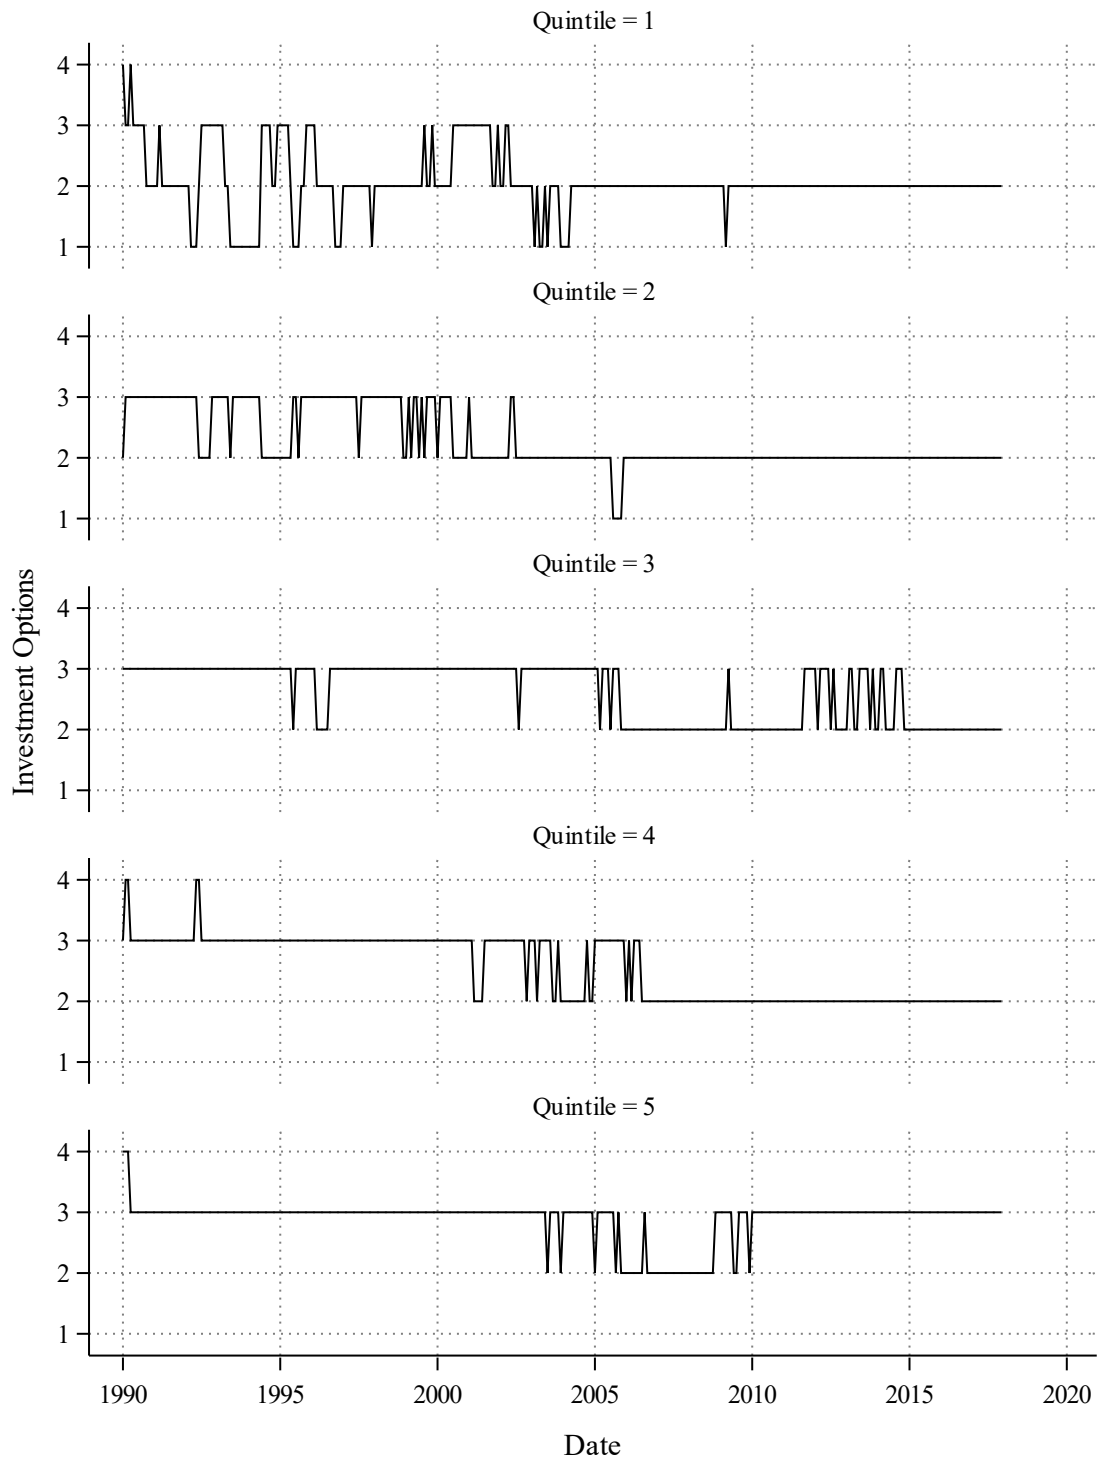 Quintile = 1
4
3
2
1
Quintile = 2
4
3
2
1
Quintile = 3
4
3
2
1
Investment Options
Quintile = 4
4
3
2
1
Quintile = 5
4
3
2
1
1990 1995 2000 2005 2010 2015 2020
Date